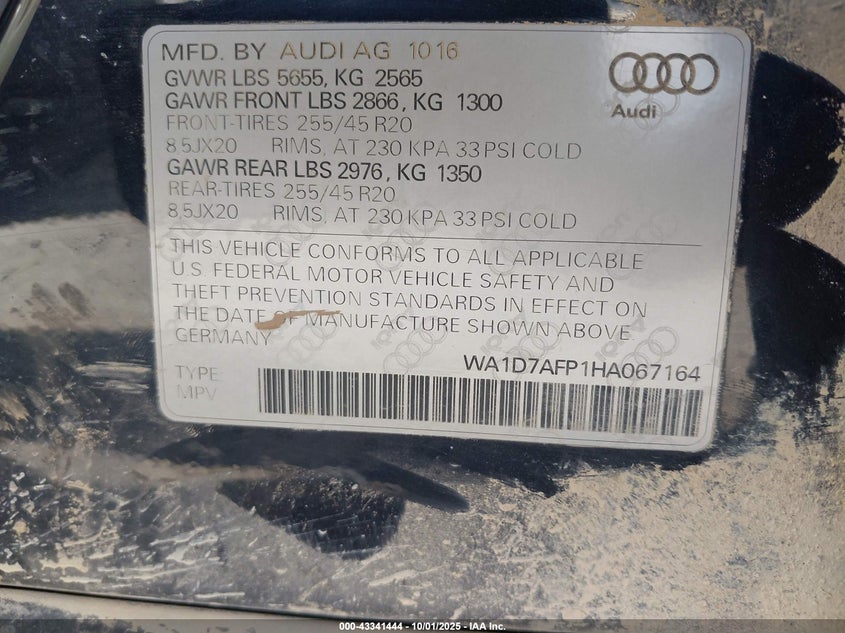 MFD. BY AUDI AG 1016
GVWR LBS 5655, KG 2565
GAWR FRONT LBS 2866, KG 1300
FRONT-TIRES 255/45 R20
8.5JX20 RIMS, AT 230 KPA 33 PSI COLD
GAWR REAR LBS 2976, KG 1350
REAR-TIRES 255/45 R20
8,5JX20 RIMS, AT 230 KPA 33 PSI COLD
Audi
THIS VEHICLE CONFORMS TO ALL APPLICABLE
U.S. FEDERAL MOTOR VEHICLE SAFETY AND
THEFT PREVENTION STANDARDS IN EFFECT ON
THE DATE OF MANUFACTURE SHOWN ABOVE
GERMANY
WA1D7AFP1HA067164
TYPE
MPV
000-43341444 - 10/01/2025 - IAA Inc.